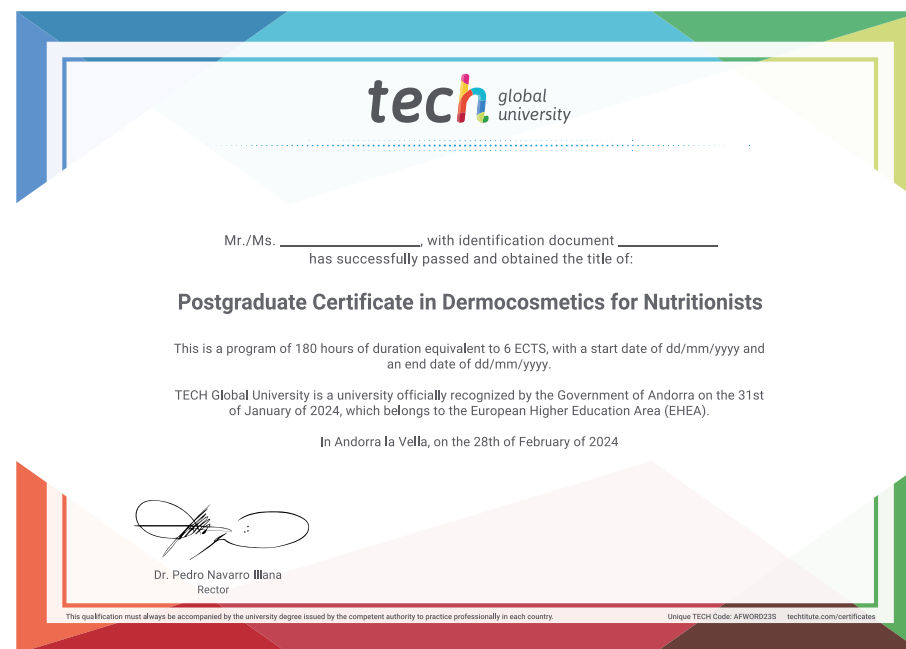 tech global
university
Mr./Ms. ____________, with identification document ____________
has successfully passed and obtained the title of:
Postgraduate Certificate in Dermocosmetics for Nutritionists
This is a program of 180 hours of duration equivalent to 6 ECTS, with a start date of dd/mm/yyyy and
an end date of dd/mm/yyyy.
TECH Global University is a university officially recognized by the Government of Andorra on the 31st
of January of 2024, which belongs to the European Higher Education Area (EHEA).
In Andorra la Vella, on the 28th of February of 2024
Dr. Pedro Navarro Illana
Rector
This qualification must always be accompanied by the university degree issued by the competent authority to practice professionally in each country.
Unique TECH Code: AFWORD23S techtitute.com/certificates